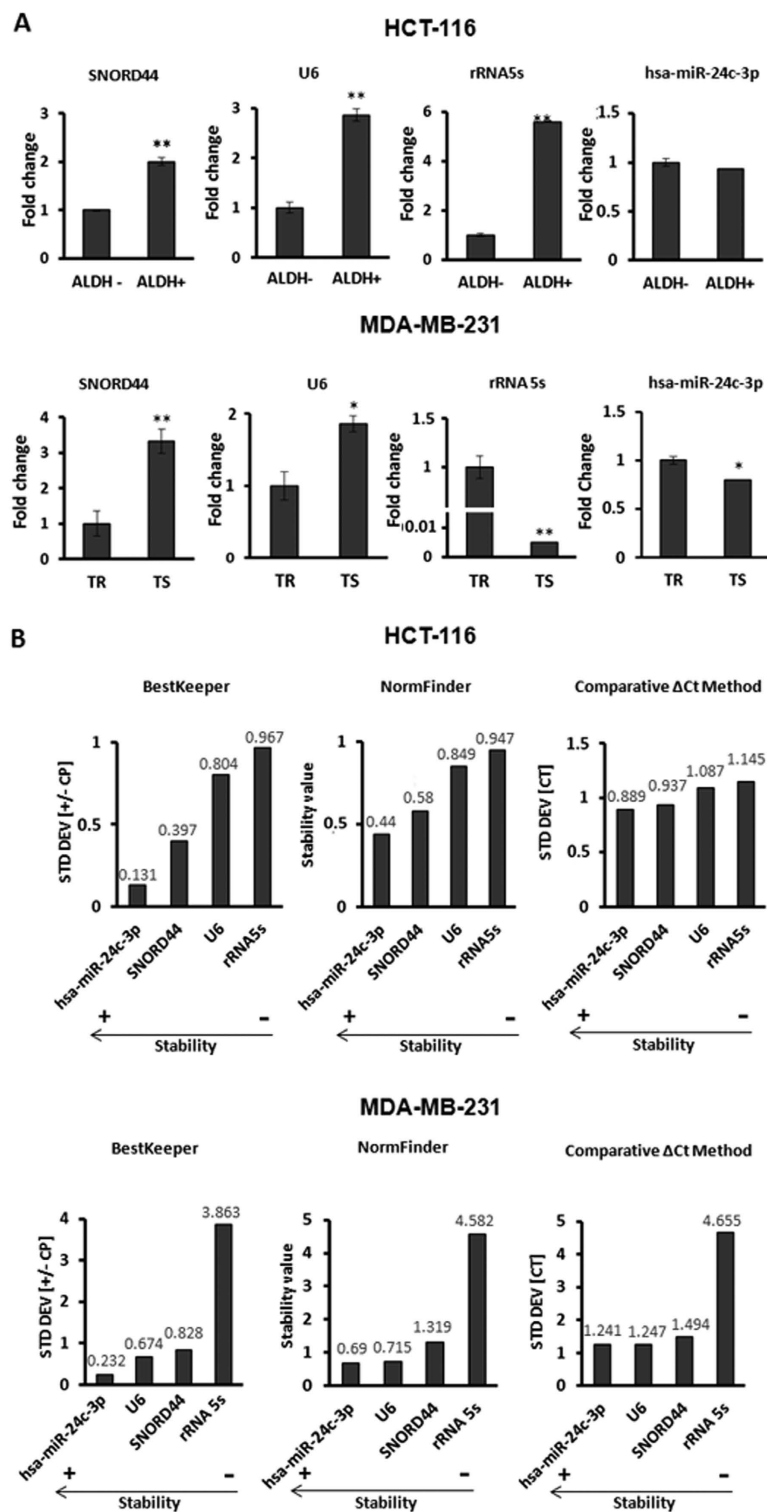 A
HCT-116
SNORD44 U6 rRNA5s hsa-miR-24c-3p
Fold change
3
2
1
0
**
ALDH - ALDH+
Fold change
3
2
1
0
**
ALDH- ALDH+
Fold change
6
4
2
0
**
ALDH- ALDH+
Fold change
1.5
1
0.5
0
ALDH- ALDH+
MDA-MB-231
SNORD44 U6 rRNA 5s hsa-miR-24c-3p
Fold change
4
3
2
1
0
**
TR TS
Fold change
2
1
0
*
TR TS
Fold change
1.5
1
0.01
0
**
TR TS
Fold Change
1.5
1
0.5
0
*
TR TS
B
HCT-116
BestKeeper NormFinder Comparative ΔCt Method
STD DEV [+/- CP]
1
0.5
0
0.131 0.397 0.804 0.967
hsa-miR-24c-3p SNORD44 U6 rRNA5s
+ −
Stability
Stability value
1
0.5
0
0.44 0.58 0.849 0.947
hsa-miR-24c-3p SNORD44 U6 rRNA5s
+ −
Stability
STD DEV [CT]
1.5
1
0.5
0
0.889 0.937 1.087 1.145
hsa-miR-24c-3p SNORD44 U6 rRNA5s
+ −
Stability
MDA-MB-231
BestKeeper NormFinder Comparative ΔCt Method
STD DEV [+/- CP]
4
3
2
1
0
0.232 0.674 0.828 3.863
hsa-miR-24c-3p U6 SNORD44 rRNA 5s
+ −
Stability
Stability value
5
4
3
2
1
0
0.69 0.715 1.319 4.582
hsa-miR-24c-3p U6 SNORD44 rRNA 5s
+ −
Stability
STD DEV [CT]
5
4
3
2
1
0
1.241 1.247 1.494 4.655
hsa-miR-24c-3p U6 SNORD44 rRNA 5s
+ −
Stability